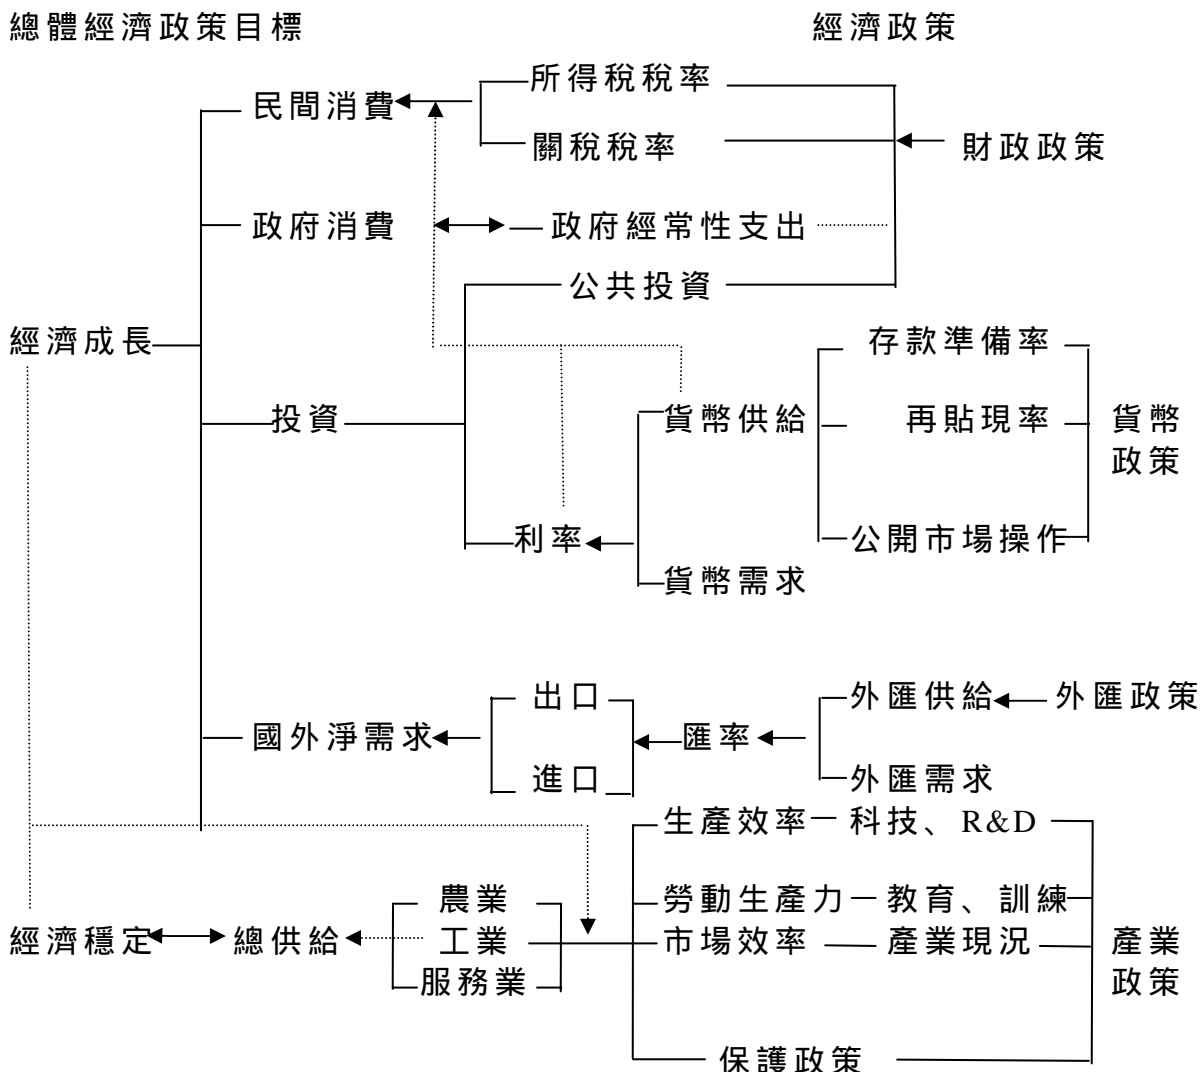 總體經濟政策目標 經濟政策
所得稅稅率
民間消費
關稅稅率 財政政策
政府消費 政府經常性支出
公共投資
經濟成長 存款準備率
投資 貨幣供給 再貼現率 貨幣
政策
利率 公開市場操作
貨幣需求
出口 外匯供給 外匯政策
國外淨需求 匯率
進口 外匯需求
生產效率 科技、R&D
農業 勞動生產力 教育、訓練
經濟穩定 總供給 工業 市場效率 產業現況 產業
服務業 政策
保護政策